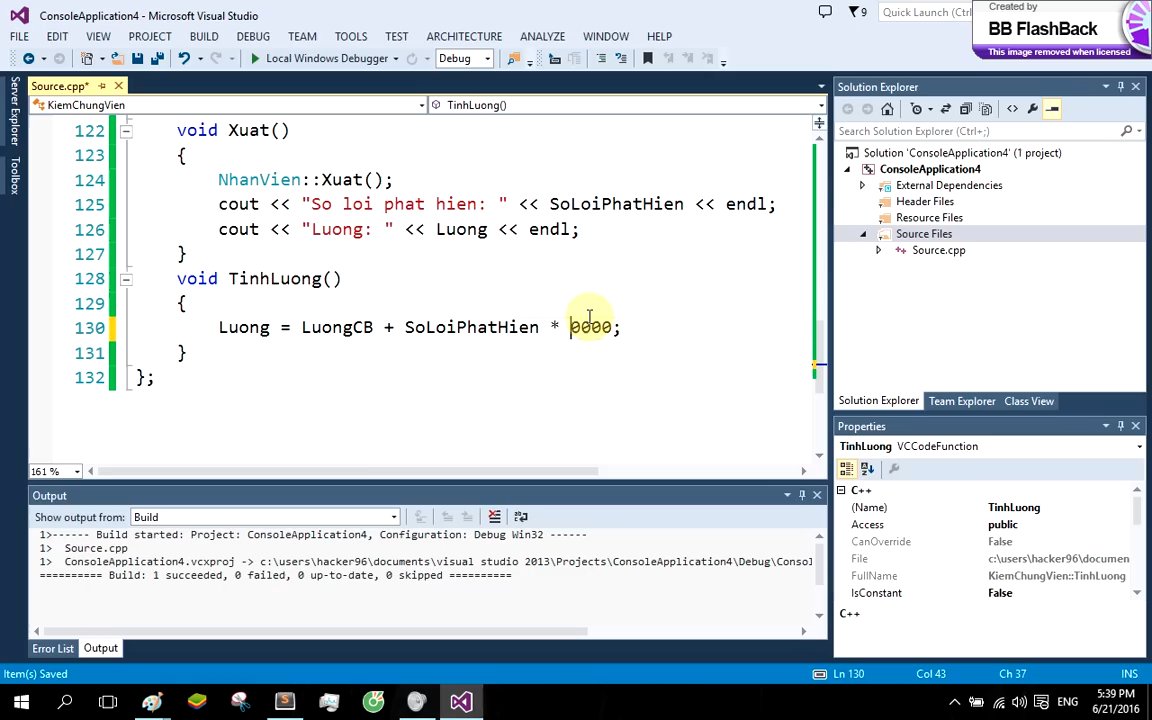 ConsoleApplication4 - Microsoft Visual Studio
9
Quick Launch (Ctrl
Created by
BB FlashBack
This image removed when licensed
FILE EDIT VIEW PROJECT BUILD DEBUG TEAM TOOLS TEST ARCHITECTURE ANALYZE WINDOW HELP
Local Windows Debugger Debug
Server Explorer
Toolbox
Source.cpp*
KiemChungVien TinhLuong()
122 void Xuat()
123 {
124 NhanVien::Xuat();
125 cout << "So loi phat hien: " << SoLoiPhatHien << endl;
126 cout << "Luong: " << Luong << endl;
127 }
128 void TinhLuong()
129 {
130 Luong = LuongCB + SoLoiPhatHien * 0000;
131 }
132 };
161 %
Solution Explorer
Search Solution Explorer (Ctrl+;)
Solution 'ConsoleApplication4' (1 project)
ConsoleApplication4
External Dependencies
Header Files
Resource Files
Source Files
Source.cpp
Solution Explorer Team Explorer Class View
Properties
TinhLuong VCCodeFunction
C++
(Name) TinhLuong
Access public
CanOverride False
File c:\users\hacker96\documen
FullName KiemChungVien::TinhLuong
IsConstant False
C++
Output
Show output from: Build
1>------ Build started: Project: ConsoleApplication4, Configuration: Debug Win32 ------
1> Source.cpp
1> ConsoleApplication4.vcxproj -> c:\users\hacker96\documents\visual studio 2013\Projects\ConsoleApplication4\Debug\Conso
========== Build: 1 succeeded, 0 failed, 0 up-to-date, 0 skipped ==========
Error List Output
Item(s) Saved Ln 130 Col 43 Ch 37 INS
ENG
5:39 PM
6/21/2016